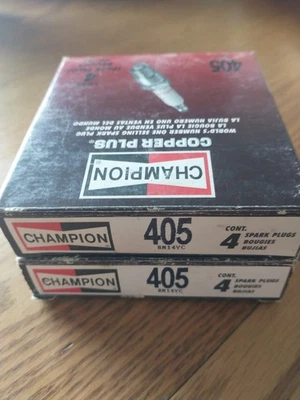 405
4
LA BUJIA NUMERO UNO EN VENTAS DEL MUNDO
LA BOUGIE LA PLUS VENDUE AU MONDE
WORLD'S NUMBER ONE SELLING SPARK PLUG
COPPER PLUS
CHAMPION
CHAMPION
405
RM14YC
CONT.
4
SPARK PLUGS
BOUGIES
BUJIAS
CHAMPION
405
CONT.
4
SPARK PLUGS
BOUGIES
BUJIAS